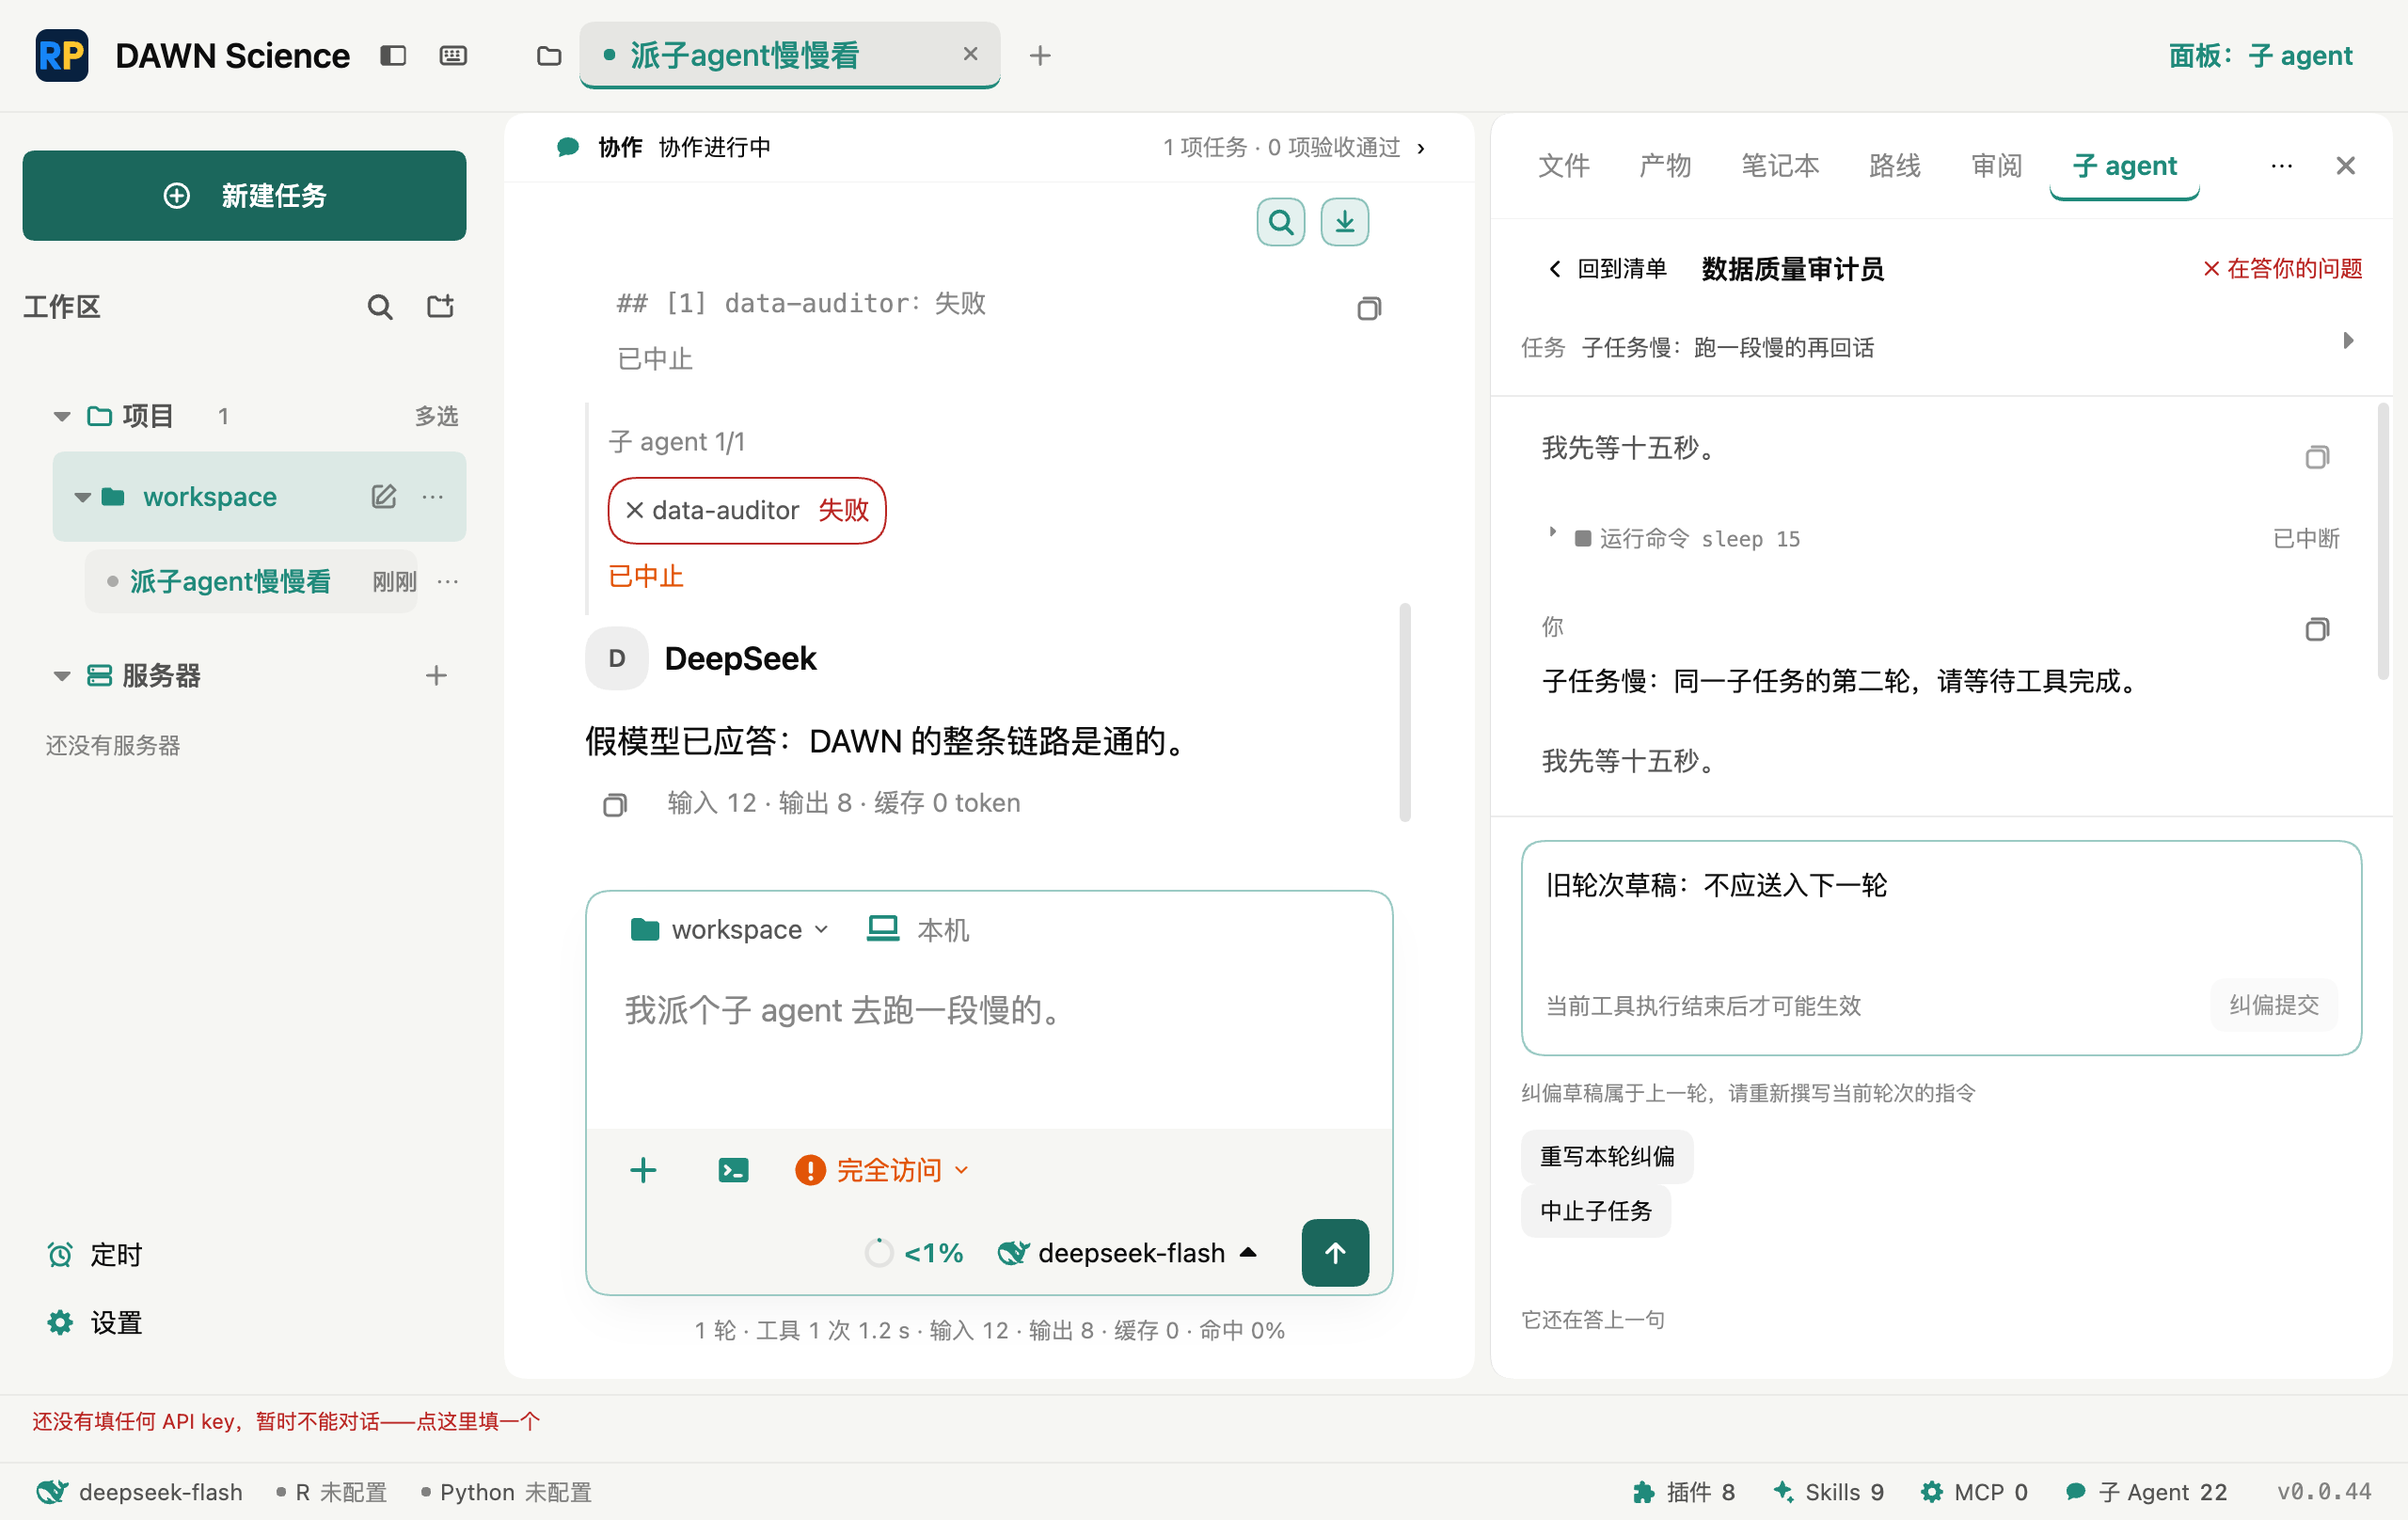 RP
DAWN Science
派子agent慢慢看
面板：子 agent
新建任务
工作区
项目 1 多选
workspace
派子agent慢慢看 刚刚
服务器
还没有服务器
定时
设置
协作 协作进行中
1 项任务 · 0 项验收通过
## [1] data-auditor：失败
已中止
子 agent 1/1
data-auditor 失败
已中止
D
DeepSeek
假模型已应答：DAWN 的整条链路是通的。
输入 12 · 输出 8 · 缓存 0 token
workspace 本机
我派个子 agent 去跑一段慢的。
完全访问
<1% deepseek-flash
1 轮 · 工具 1 次 1.2 s · 输入 12 · 输出 8 · 缓存 0 · 命中 0%
文件 产物 笔记本 路线 审阅 子 agent
回到清单 数据质量审计员 在答你的问题
任务 子任务慢：跑一段慢的再回话
我先等十五秒。
运行命令 sleep 15 已中断
你
子任务慢：同一子任务的第二轮，请等待工具完成。
我先等十五秒。
旧轮次草稿：不应送入下一轮
当前工具执行结束后才可能生效 纠偏提交
纠偏草稿属于上一轮，请重新撰写当前轮次的指令
重写本轮纠偏
中止子任务
它还在答上一句
还没有填任何 API key，暂时不能对话——点这里填一个
deepseek-flash R 未配置 Python 未配置
插件 8 Skills 9 MCP 0 子 Agent 22 v0.0.44